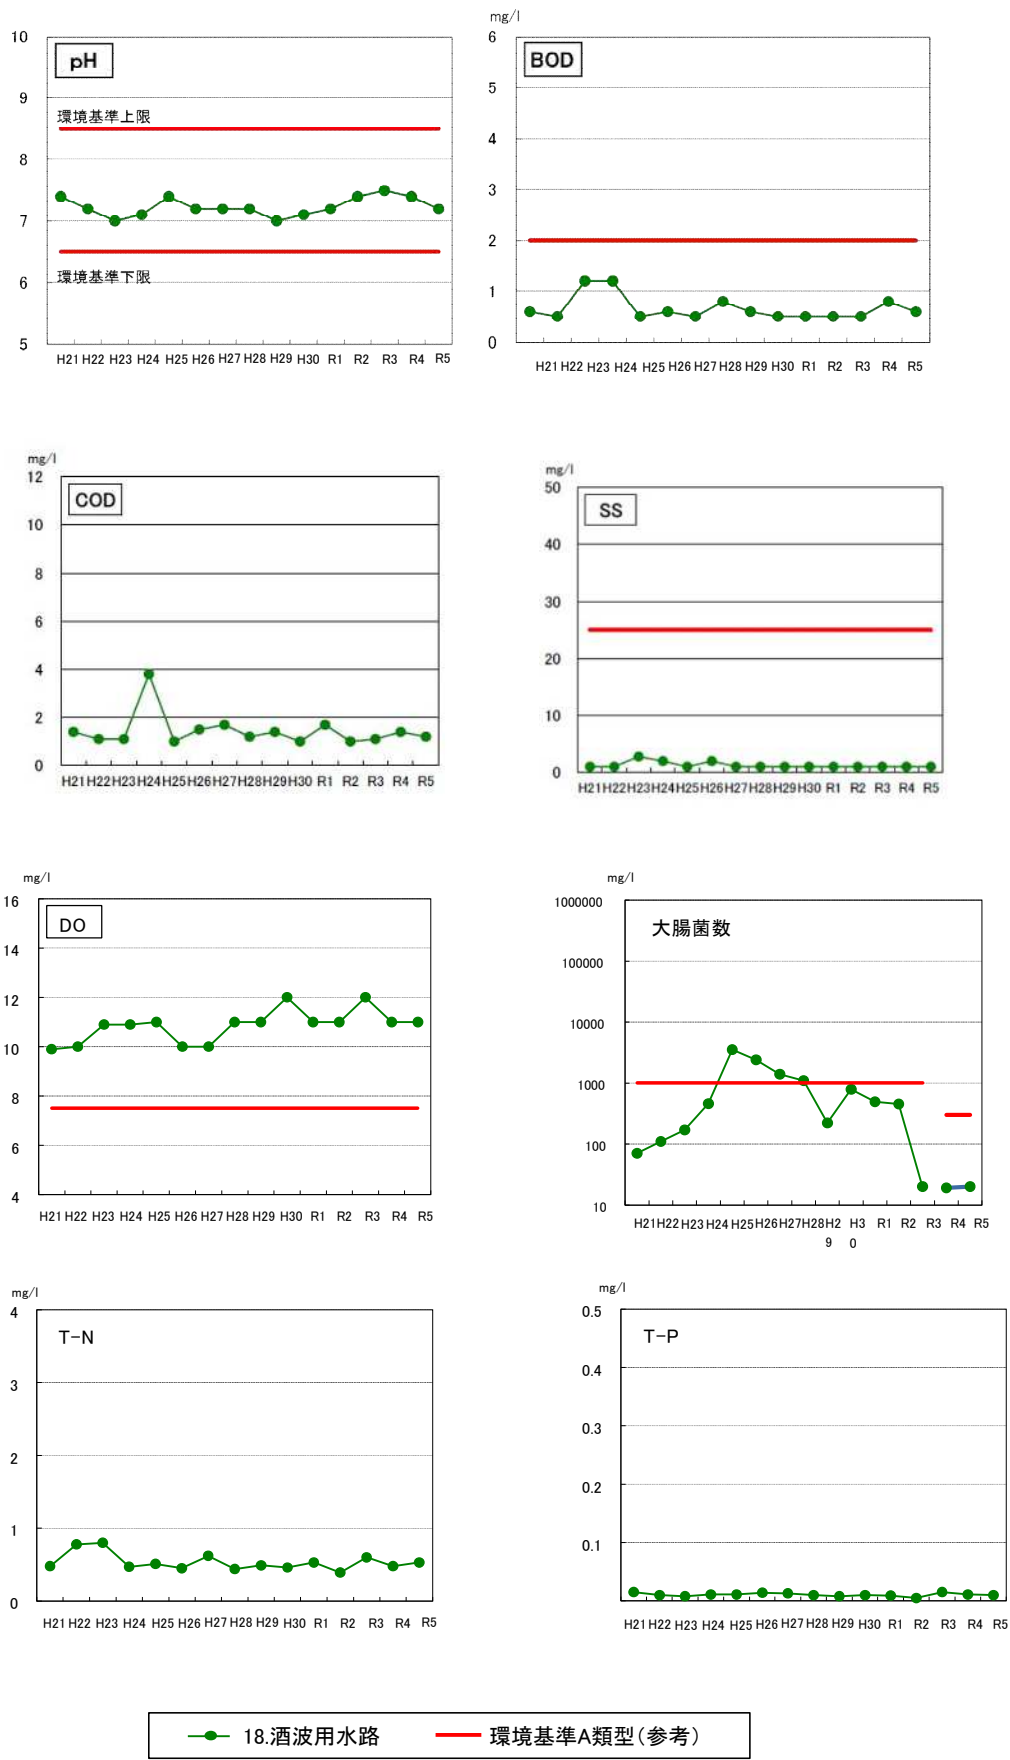 pH
10
9
8
7
6
5
環境基準上限
環境基準下限
H21 H22 H23 H24 H25 H26 H27 H28 H29 H30 R1 R2 R3 R4 R5
mg/l
BOD
6
5
4
3
2
1
0
H21 H22 H23 H24 H25 H26 H27 H28 H29 H30 R1 R2 R3 R4 R5
mg/l
COD
12
10
8
6
4
2
0
H21 H22 H23 H24 H25 H26 H27 H28 H29 H30 R1 R2 R3 R4 R5
mg/l
SS
50
40
30
20
10
0
H21 H22 H23 H24 H25 H26 H27 H28 H29 H30 R1 R2 R3 R4 R5
mg/l
DO
16
14
12
10
8
6
4
H21 H22 H23 H24 H25 H26 H27 H28 H29 H30 R1 R2 R3 R4 R5
mg/l
大腸菌数
1000000
100000
10000
1000
100
10
H21 H22 H23 H24 H25 H26 H27 H28 H2 H3 R1 R2 R3 R4 R5
9 0
mg/l
T-N
4
3
2
1
0
H21 H22 H23 H24 H25 H26 H27 H28 H29 H30 R1 R2 R3 R4 R5
mg/l
T-P
0.5
0.4
0.3
0.2
0.1
H21 H22 H23 H24 H25 H26 H27 H28 H29 H30 R1 R2 R3 R4 R5
18.酒波用水路 環境基準A類型(参考)